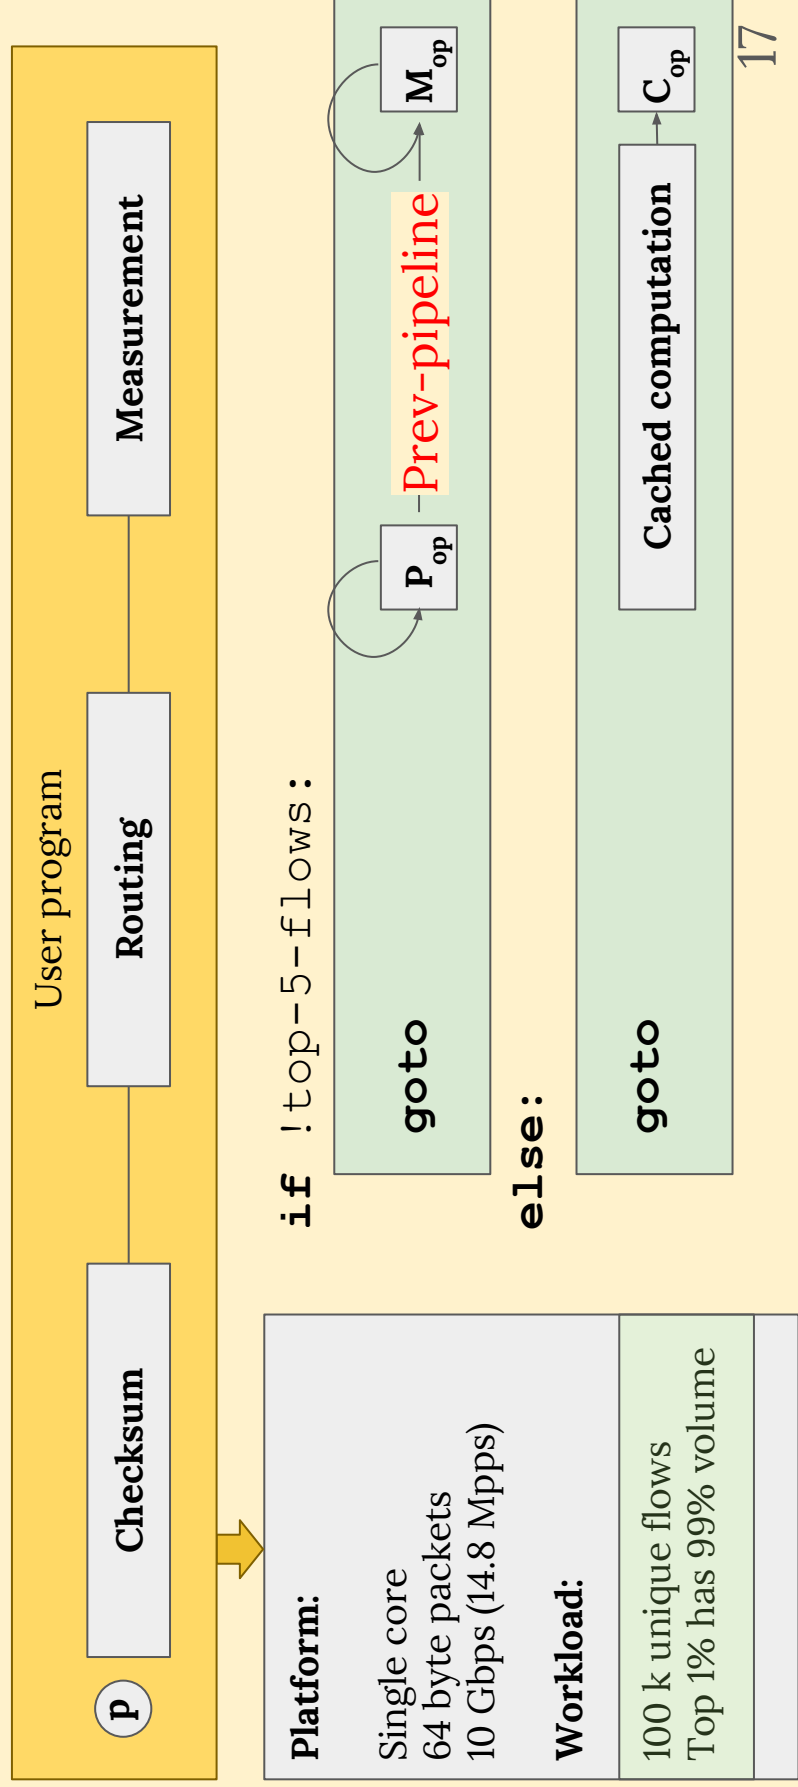 User program
p
Checksum
Routing
Measurement
Platform:
Single core
64 byte packets
10 Gbps (14.8 Mpps)
Workload:
100 k unique flows
Top 1% has 99% volume
if !top-5-flows:
goto
Pop
Prev-pipeline
Mop
else:
goto
Cached computation
Cop
17